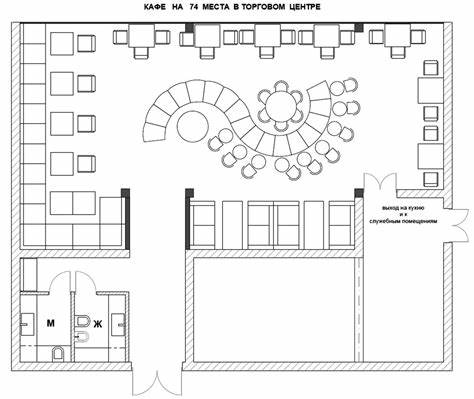 КАФЕ НА 74 МЕСТА В ТОРГОВОМ ЦЕНТРЕ
выход на кухню
и к
служебным помещениям
М
Ж